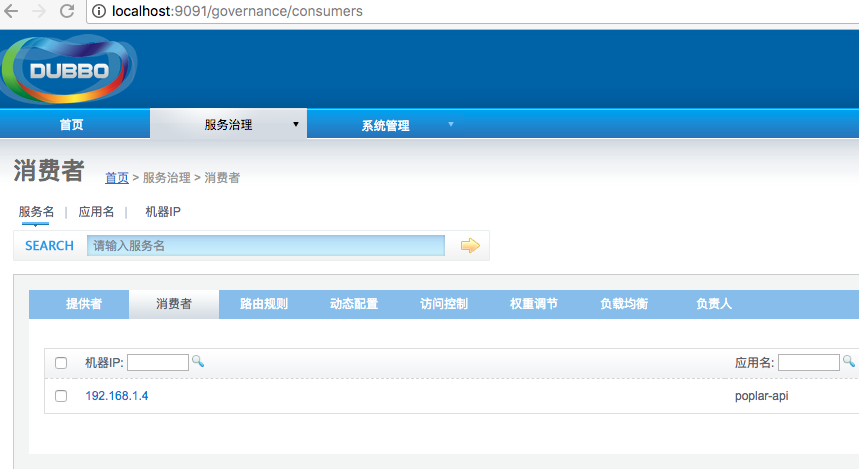 localhost:9091/governance/consumers
DUBBO
首页 服务治理 系统管理
消费者 首页 > 服务治理 > 消费者
服务名 | 应用名 | 机器IP
SEARCH 请输入服务名
提供者 消费者 路由规则 动态配置 访问控制 权重调节 负载均衡 负责人
机器IP: 应用名:
192.168.1.4 poplar-api